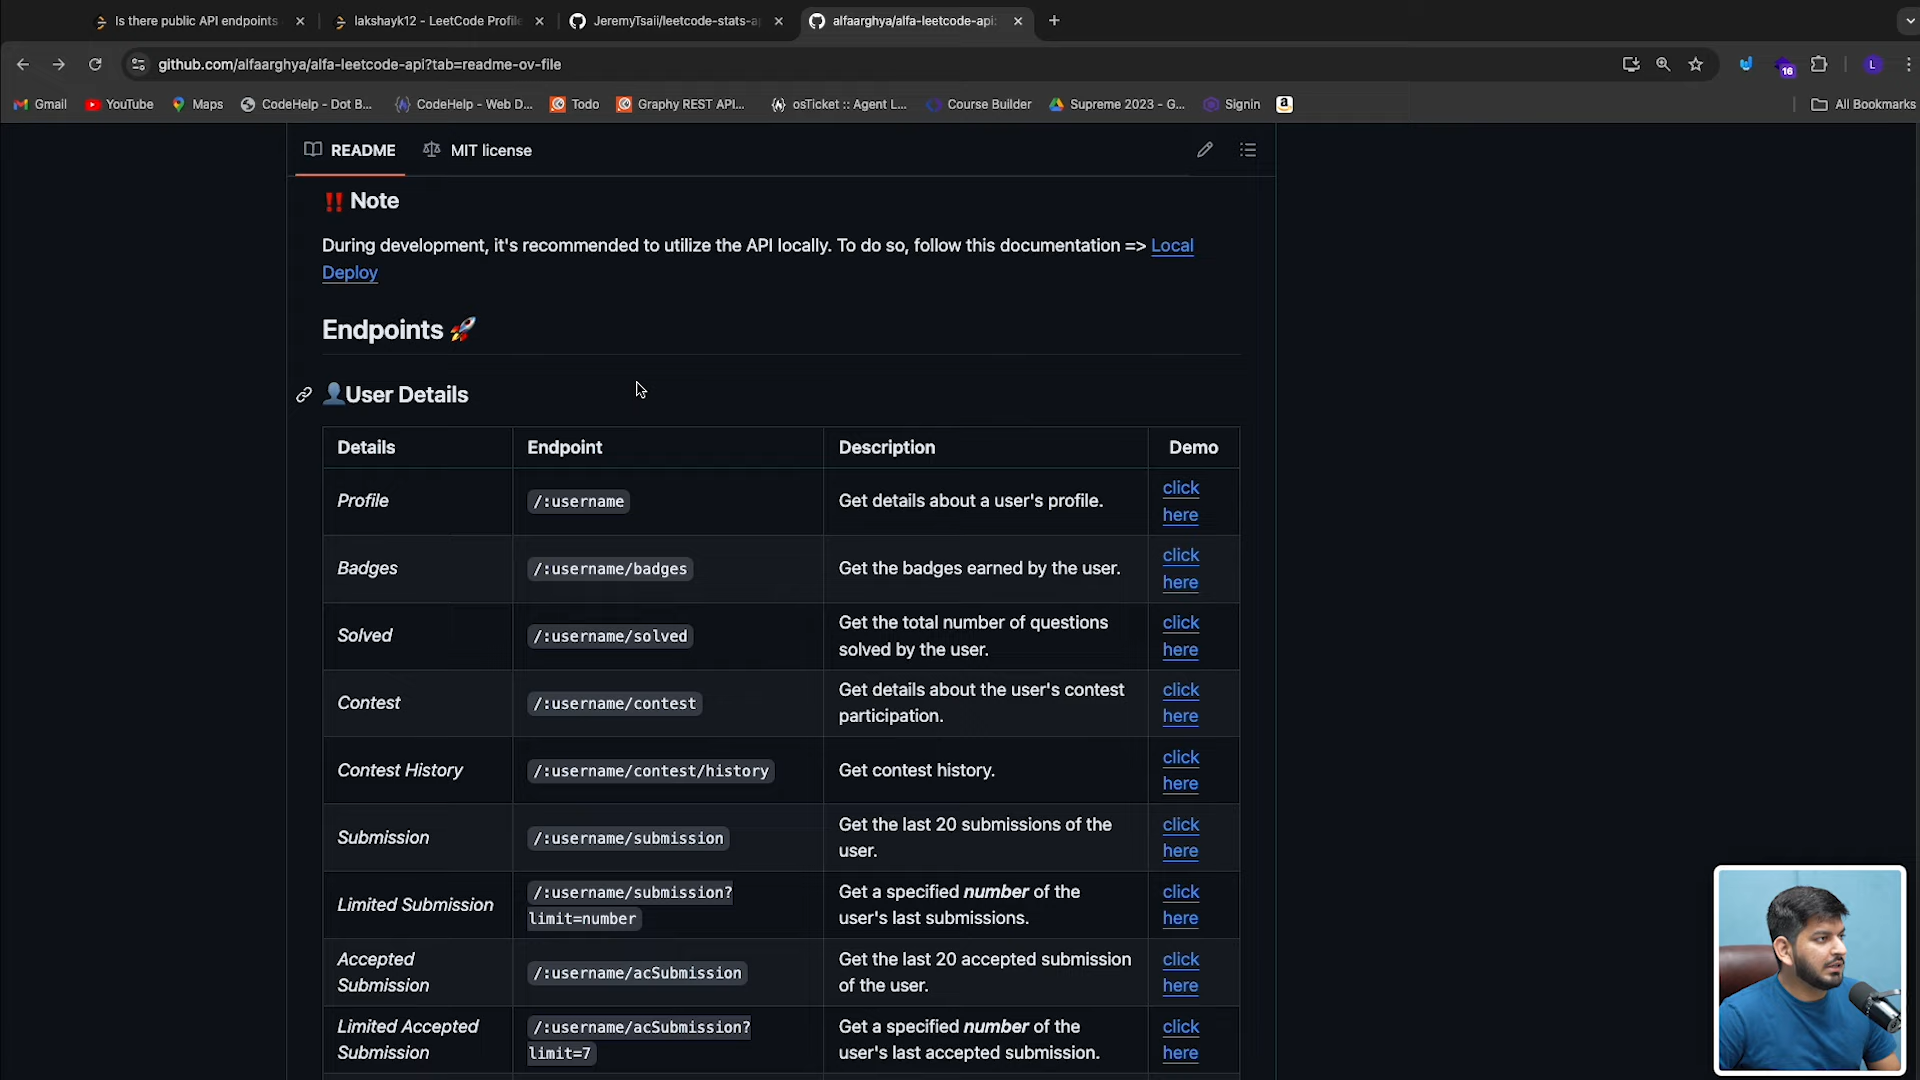 Is there public API endpoints
lakshayk12 - LeetCode Profile
JeremyTsaii/leetcode-stats-a
alfaarghya/alfa-leetcode-api:
github.com/alfaarghya/alfa-leetcode-api?tab=readme-ov-file
16
L
Gmail
YouTube
Maps
CodeHelp - Dot B...
CodeHelp - Web D...
Todo
Graphy REST API...
osTicket :: Agent L...
Course Builder
Supreme 2023 - G...
Signin
a
All Bookmarks
README
MIT license
‼️ Note
During development, it's recommended to utilize the API locally. To do so, follow this documentation => Local
Deploy
Endpoints 🚀
👤User Details
Details Endpoint Description Demo
Profile /:username Get details about a user's profile. click
here
Badges /:username/badges Get the badges earned by the user. click
here
Solved /:username/solved Get the total number of questions click
solved by the user. here
Contest /:username/contest Get details about the user's contest click
participation. here
Contest History /:username/contest/history Get contest history. click
here
Submission /:username/submission Get the last 20 submissions of the click
user. here
Limited Submission /:username/submission? Get a specified number of the click
limit=number user's last submissions. here
Accepted Get the last 20 accepted submission click
Submission /:username/acSubmission of the user. here
Limited Accepted /:username/acSubmission? Get a specified number of the click
Submission limit=7 user's last accepted submission. here